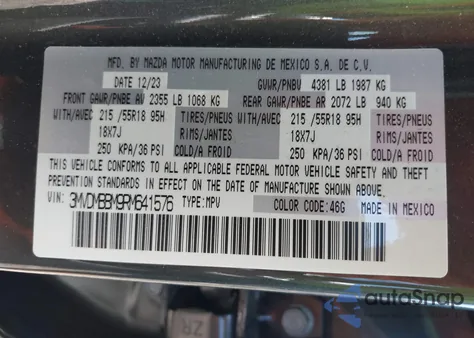 MFD. BY MAZDA MOTOR MANUFACTURING DE MEXICO S.A. DE C.V.
DATE 12/23 GVWR/PNBV 4381 LB 1987 KG
FRONT GAWR/PNBE AV 2355 LB 1068 KG REAR GAWR/PNBE AR 2072 LB 940 KG
WITH/AVEC 215 /55R18 95H TIRES/PNEUS WITH/AVEC 215 /55R18 95H TIRES/PNEUS
18X7J RIMS/JANTES 18X7J RIMS/JANTES
250 KPA/36 PSI COLD/A FROID 250 KPA/36 PSI COLD/A FROID
THIS VEHICLE CONFORMS TO ALL APPLICABLE FEDERAL MOTOR VEHICLE SAFETY AND THEFT
PREVENTION STANDARDS IN EFFECT ON THE DATE OF MANUFACTURE SHOWN ABOVE.
3MVDMBBM9RM641576 TYPE:MPV COLOR CODE:46G MADE IN MEXICO
autoSnap
ZR